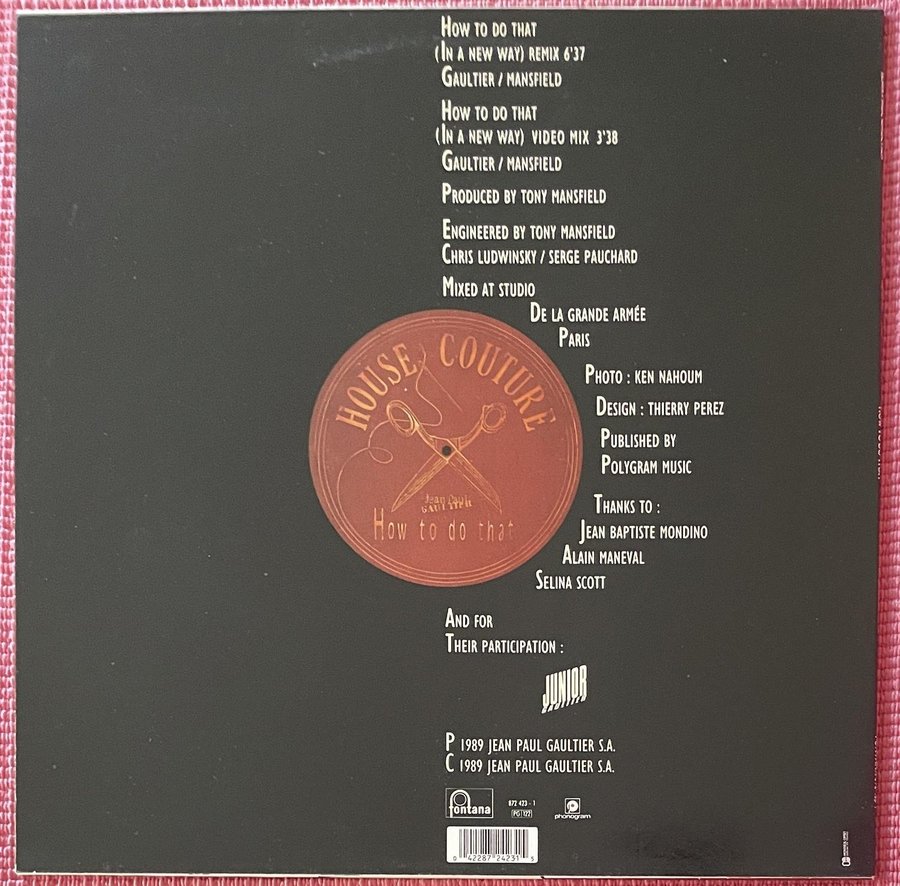 How to do that
(In a new way) remix 6'37
Gaultier / Mansfield
How to do that
(In a new way) video mix 3'38
Gaultier / Mansfield
Produced by Tony Mansfield
Engineered by Tony Mansfield
Chris Ludwinsky / Serge Pauchard
Mixed at studio
De la Grande Armée
Paris
HOUSE COUTURE
Jean Paul
GAULTIER
How to do that
Photo : Ken Nahoum
Design : Thierry Perez
Published by
Polygram Music
Thanks to :
Jean Baptiste Mondino
Alain Maneval
Selina Scott
And for
Their participation :
JUNIOR
GAULTIER
P 1989 JEAN PAUL GAULTIER S.A.
C 1989 JEAN PAUL GAULTIER S.A.
fontana
872 423 - 1
PG 122
phonogram
0 42287 24231 5